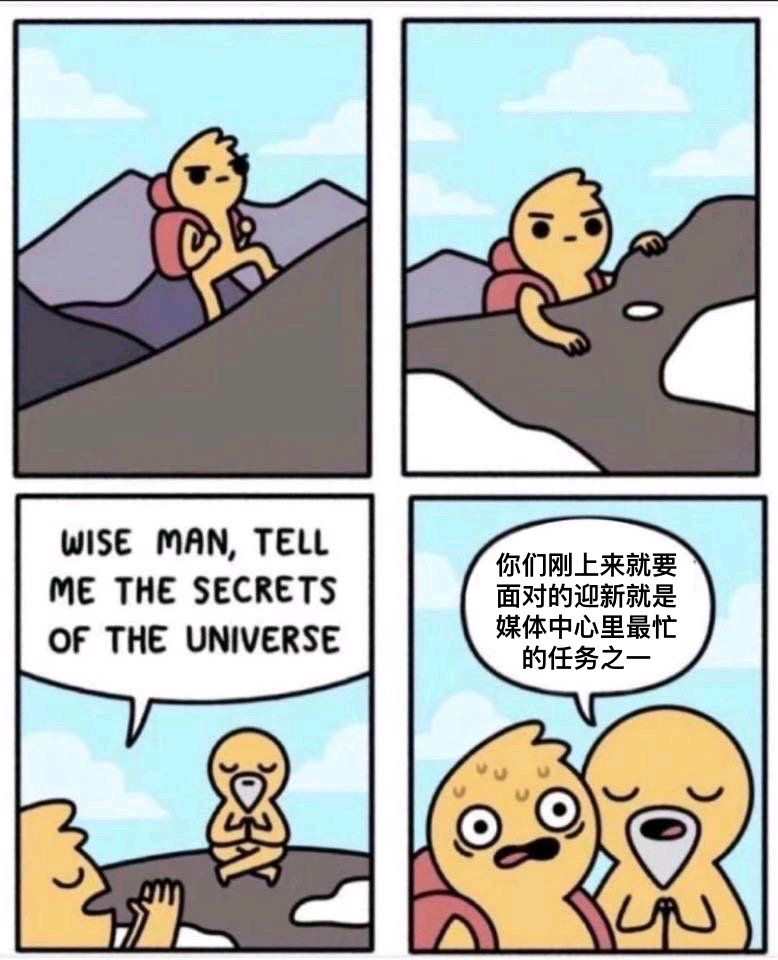 WISE MAN, TELL
ME THE SECRETS
OF THE UNIVERSE
你们刚上来就要
面对的迎新就是
媒体中心里最忙
的任务之一